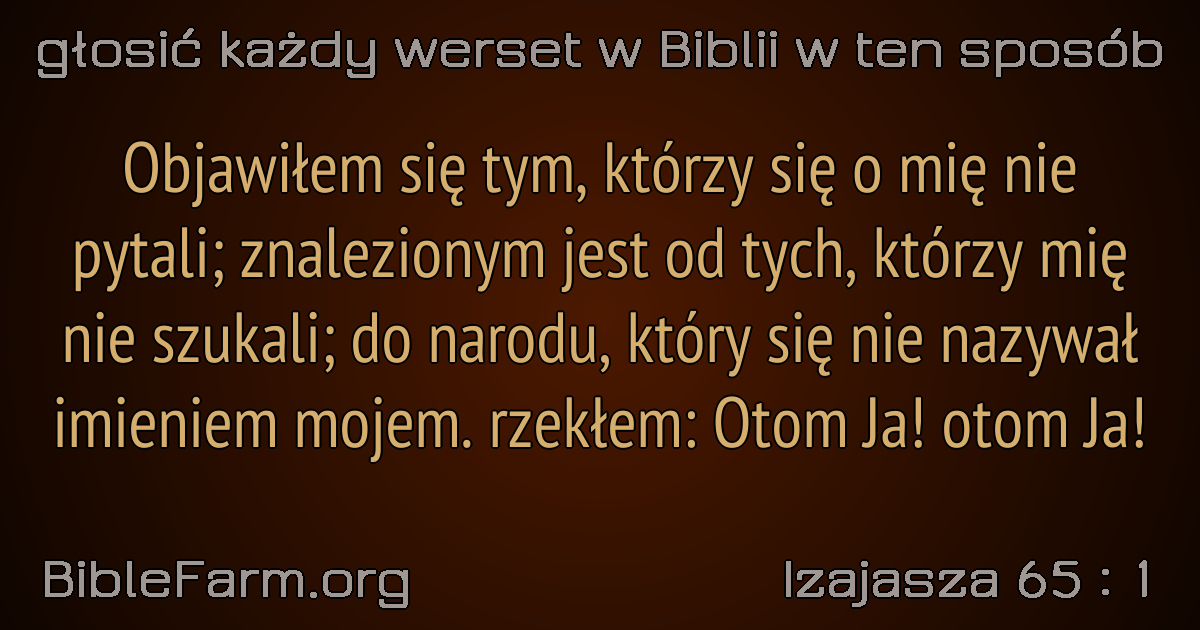 głosić każdy werset w Biblii w ten sposób
Objawiłem się tym, którzy się o mię nie
pytali; znalezionym jest od tych, którzy mię
nie szukali; do narodu, który się nie nazywał
imieniem mojem. rzekłem: Otom Ja! otom Ja!
BibleFarm.org
Izajasza 65 : 1